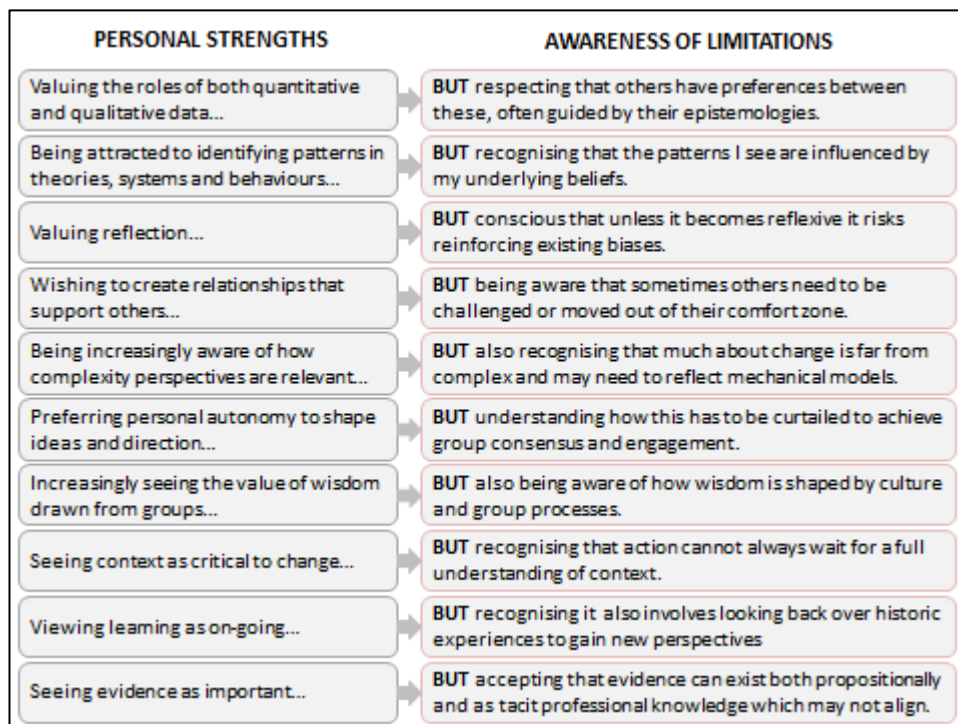 PERSONAL STRENGTHS
AWARENESS OF LIMITATIONS
Valuing the roles of both quantitative
and qualitative data...
BUT respecting that others have preferences between
these, often guided by their epistemologies.
Being attracted to identifying patterns in
theories, systems and behaviours...
BUT recognising that the patterns I see are influenced by
my underlying beliefs.
Valuing reflection...
BUT conscious that unless it becomes reflexive it risks
reinforcing existing biases.
Wishing to create relationships that
support others...
BUT being aware that sometimes others need to be
challenged or moved out of their comfort zone.
Being increasingly aware of how
complexity perspectives are relevant...
BUT also recognising that much about change is far from
complex and may need to reflect mechanical models.
Preferring personal autonomy to shape
ideas and direction...
BUT understanding how this has to be curtailed to achieve
group consensus and engagement.
Increasingly seeing the value of wisdom
drawn from groups...
BUT also being aware of how wisdom is shaped by culture
and group processes.
Seeing context as critical to change...
BUT recognising that action cannot always wait for a full
understanding of context.
Viewing learning as on-going...
BUT recognising it also involves looking back over historic
experiences to gain new perspectives
Seeing evidence as important...
BUT accepting that evidence can exist both propositionally
and as tacit professional knowledge which may not align.